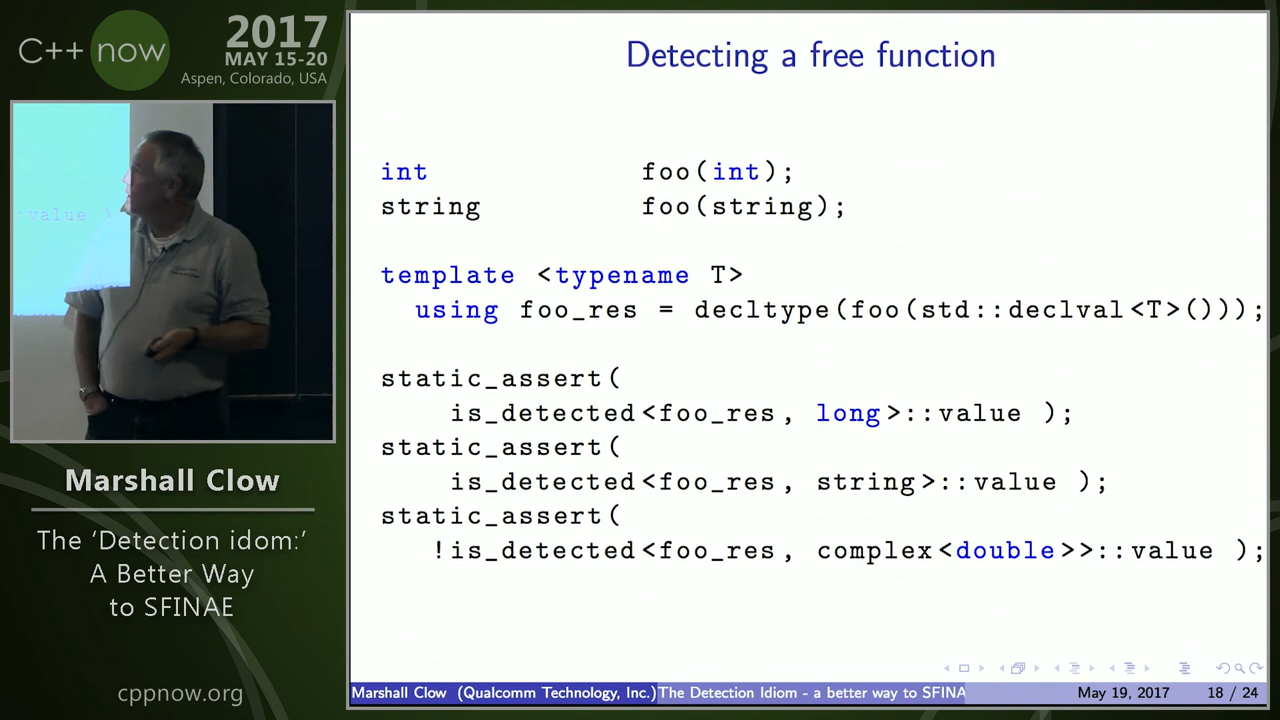 C++ now
2017
MAY 15-20
Aspen, Colorado, USA
value )
Marshall Clow
The 'Detection idom:'
A Better Way
to SFINAE
cppnow.org
Detecting a free function
int foo(int);
string foo(string);
template <typename T>
using foo_res = decltype(foo(std::declval<T>()));
static_assert(
is_detected<foo_res, long>::value );
static_assert(
is_detected<foo_res, string>::value );
static_assert(
!is_detected<foo_res, complex<double>>::value );
Marshall Clow (Qualcomm Technology, Inc.) The Detection Idiom - a better way to SFINA May 19, 2017 18 / 24